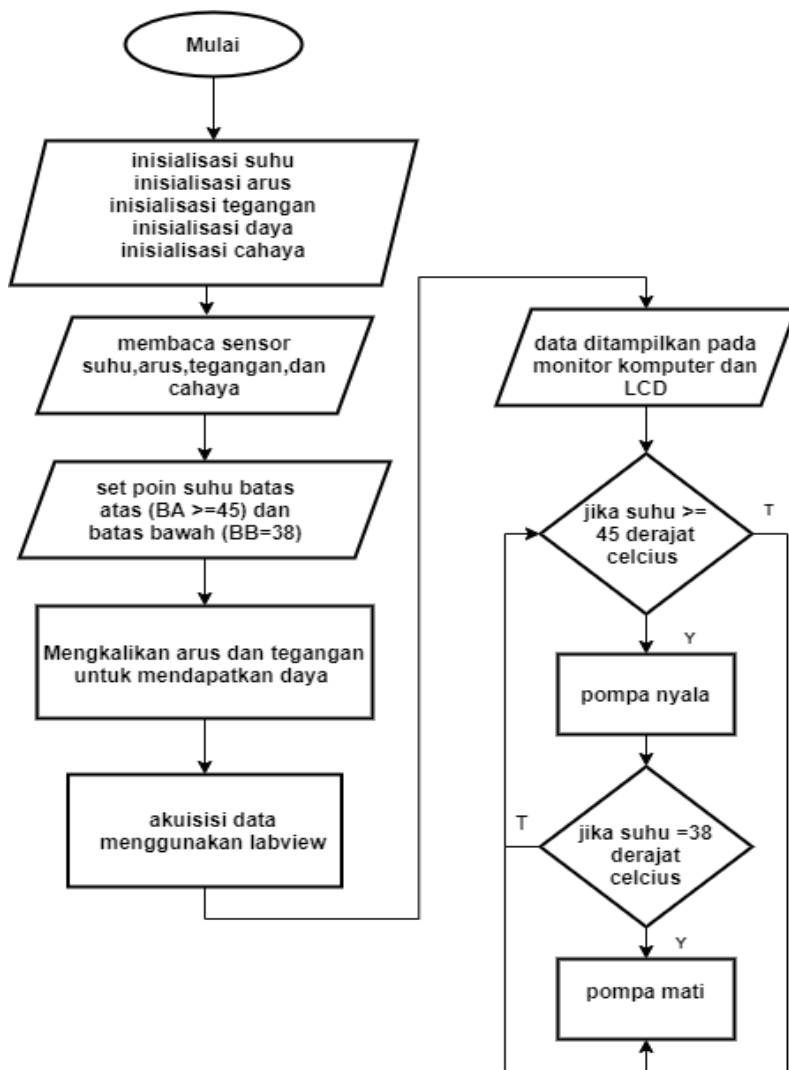 Mulai
inisialisasi suhu
inisialisasi arus
inisialisasi tegangan
inisialisasi daya
inisialisasi cahaya
membaca sensor
suhu,arus,tegangan,dan
cahaya
set poin suhu batas
atas (BA >=45) dan
batas bawah (BB=38)
Mengkalikan arus dan tegangan
untuk mendapatkan daya
akuisisi data
menggunakan labview
data ditampilkan pada
monitor komputer dan
LCD
jika suhu >=
45 derajat
celcius
T
Y
pompa nyala
jika suhu =38
derajat
celcius
T
Y
pompa mati